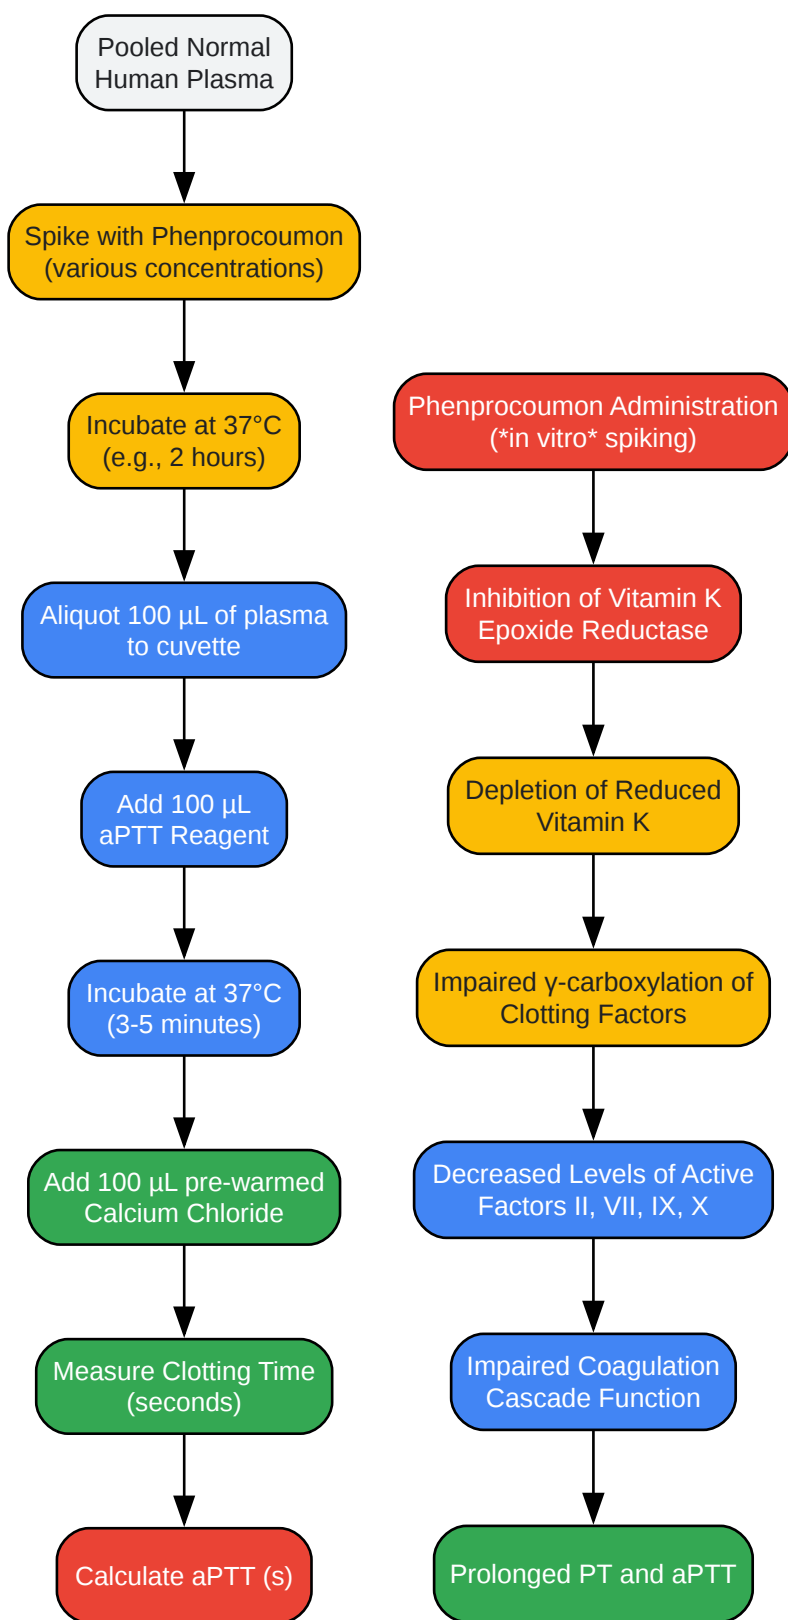 Pooled Normal
Human Plasma
Spike with Phenprocoumon
(various concentrations)
Incubate at 37°C
(e.g., 2 hours)
Aliquot 100 µL of plasma
to cuvette
Add 100 µL
aPTT Reagent
Incubate at 37°C
(3-5 minutes)
Add 100 µL pre-warmed
Calcium Chloride
Measure Clotting Time
(seconds)
Calculate aPTT (s)
Phenprocoumon Administration
(*in vitro* spiking)
Inhibition of Vitamin K
Epoxide Reductase
Depletion of Reduced
Vitamin K
Impaired γ-carboxylation of
Clotting Factors
Decreased Levels of Active
Factors II, VII, IX, X
Impaired Coagulation
Cascade Function
Prolonged PT and aPTT